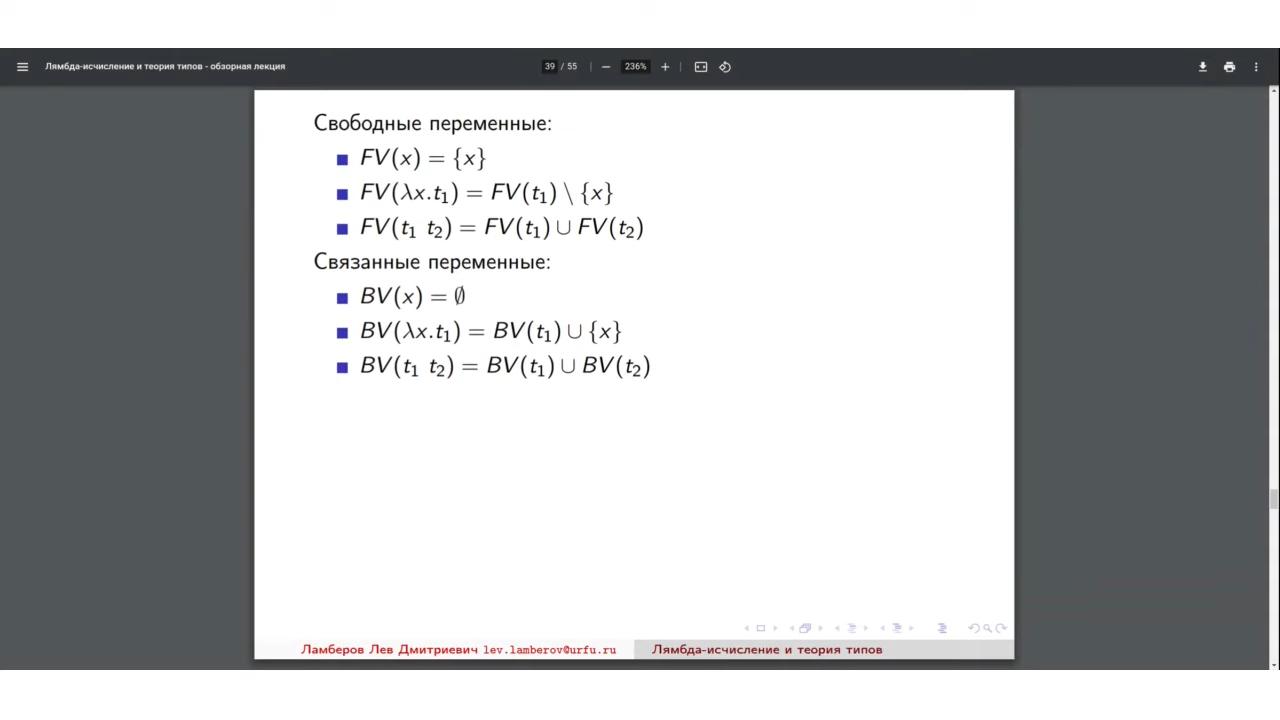 Лямбда-исчисление и теория типов - обзорная лекция
39 / 55
236%
Свободные переменные:
FV(x) = {x}
FV(λx.t₁) = FV(t₁) \ {x}
FV(t₁ t₂) = FV(t₁) ∪ FV(t₂)
Связанные переменные:
BV(x) = ∅
BV(λx.t₁) = BV(t₁) ∪ {x}
BV(t₁ t₂) = BV(t₁) ∪ BV(t₂)
Ламберов Лев Дмитриевич lev.lamberov@urfu.ru
Лямбда-исчисление и теория типов